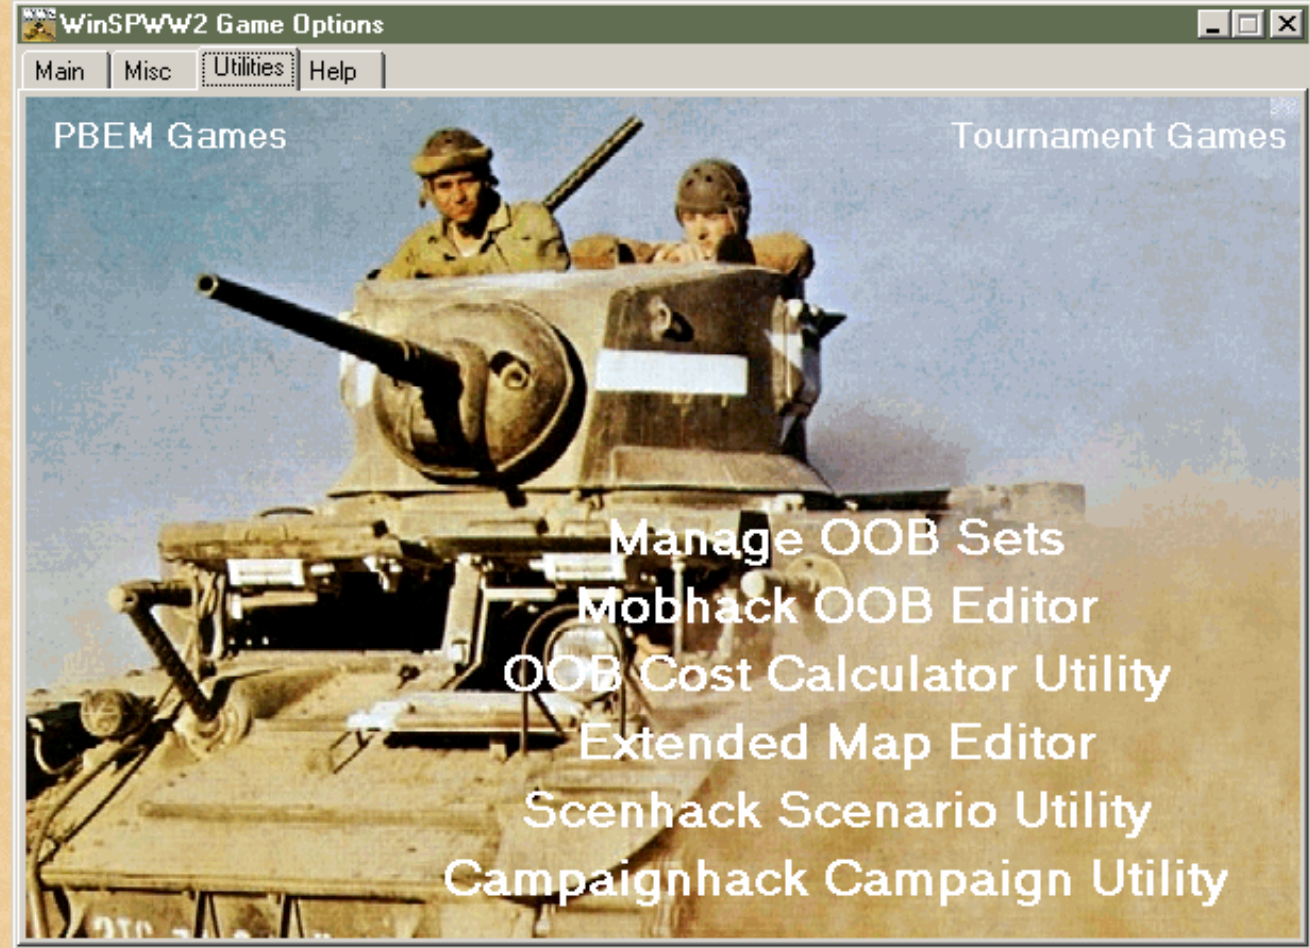 WinSPWW2 Game Options
Main Misc Utilities Help
PBEM Games Tournament Games
Manage OOB Sets
Mobhack OOB Editor
OOB Cost Calculator Utility
Extended Map Editor
Scenhack Scenario Utility
Campaignhack Campaign Utility